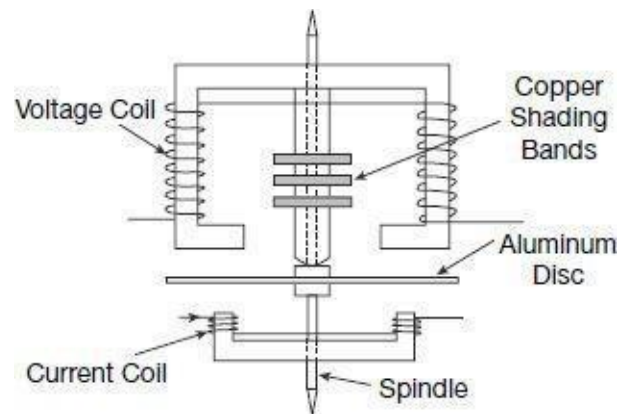 Voltage Coil
Copper
Shading
Bands
Aluminum
Disc
Current Coil
Spindle